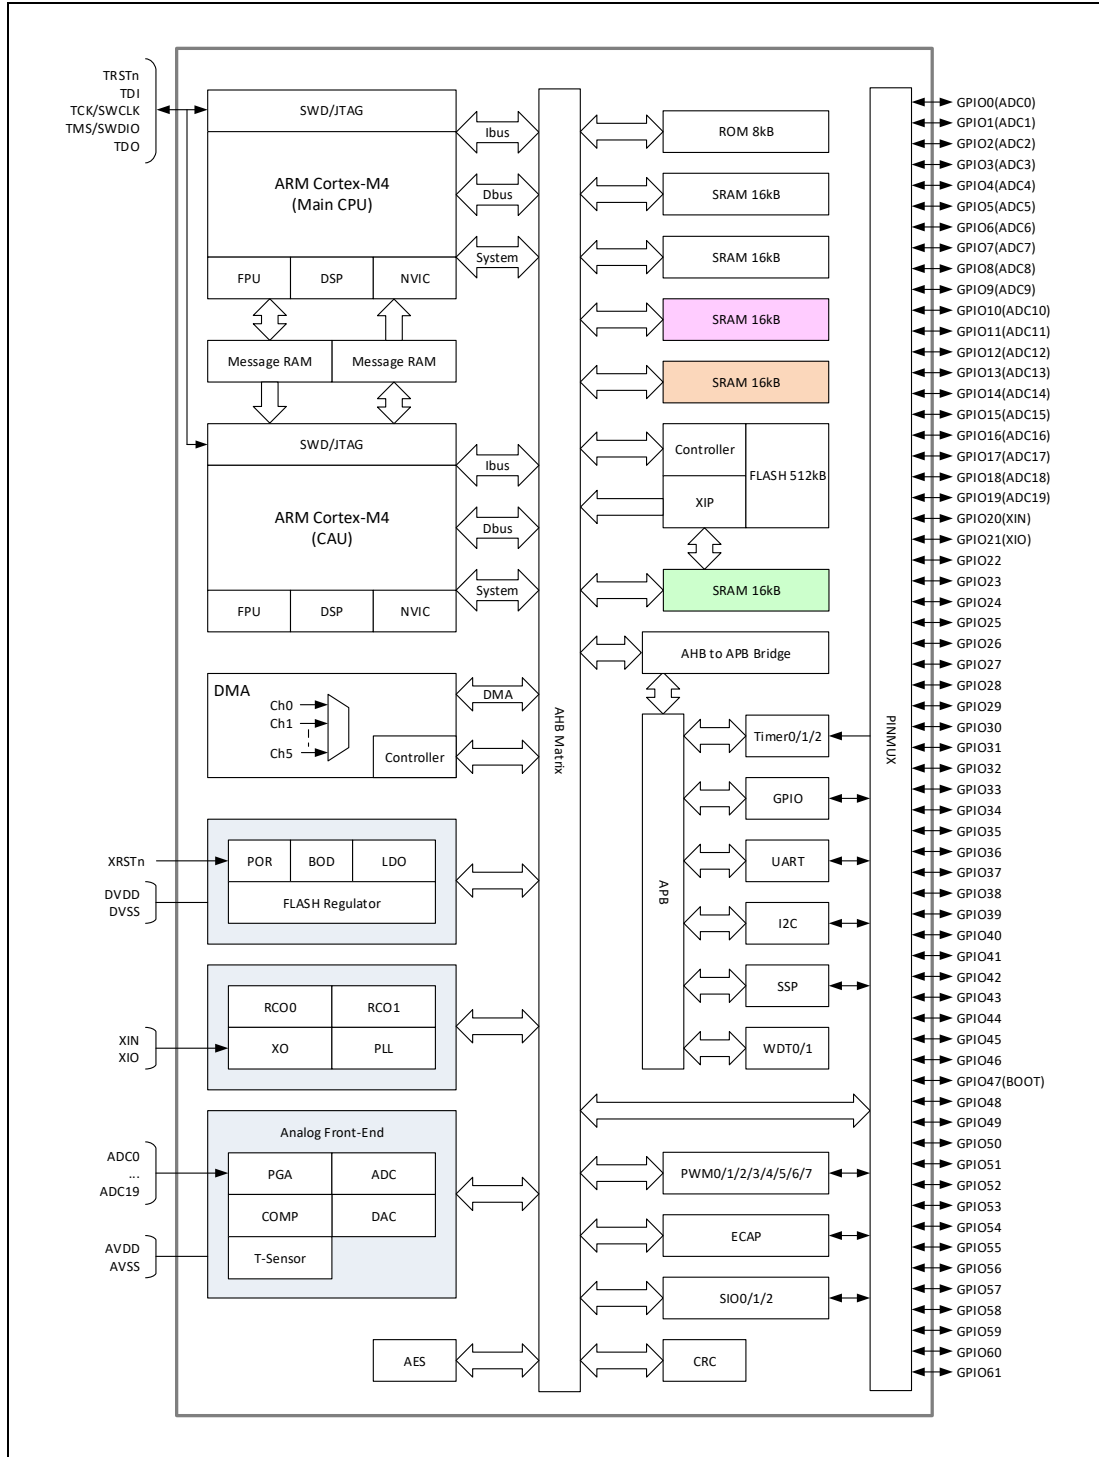 TRSTn
TDI
TCK/SWCLK
TMS/SWDIO
TDO
SWD/JTAG
ARM Cortex-M4
(Main CPU)
FPU
DSP
NVIC
Ibus
Dbus
System
Message RAM
Message RAM
SWD/JTAG
ARM Cortex-M4
(CAU)
FPU
DSP
NVIC
Ibus
Dbus
System
DMA
Ch0
Ch1
Ch5
Controller
DMA
XRSTn
DVDD
DVSS
POR
BOD
LDO
FLASH Regulator
XIN
XIO
RCO0
RCO1
XO
PLL
ADC0
...
ADC19
AVDD
AVSS
Analog Front-End
PGA
ADC
COMP
DAC
T-Sensor
AES
AHB Matrix
ROM 8kB
SRAM 16kB
SRAM 16kB
SRAM 16kB
SRAM 16kB
Controller
FLASH 512kB
XIP
SRAM 16kB
AHB to APB Bridge
APB
Timer0/1/2
GPIO
UART
I2C
SSP
WDT0/1
PWM0/1/2/3/4/5/6/7
ECAP
SIO0/1/2
CRC
PINMUX
GPIO0(ADC0)
GPIO1(ADC1)
GPIO2(ADC2)
GPIO3(ADC3)
GPIO4(ADC4)
GPIO5(ADC5)
GPIO6(ADC6)
GPIO7(ADC7)
GPIO8(ADC8)
GPIO9(ADC9)
GPIO10(ADC10)
GPIO11(ADC11)
GPIO12(ADC12)
GPIO13(ADC13)
GPIO14(ADC14)
GPIO15(ADC15)
GPIO16(ADC16)
GPIO17(ADC17)
GPIO18(ADC18)
GPIO19(ADC19)
GPIO20(XIN)
GPIO21(XIO)
GPIO22
GPIO23
GPIO24
GPIO25
GPIO26
GPIO27
GPIO28
GPIO29
GPIO30
GPIO31
GPIO32
GPIO33
GPIO34
GPIO35
GPIO36
GPIO37
GPIO38
GPIO39
GPIO40
GPIO41
GPIO42
GPIO43
GPIO44
GPIO45
GPIO46
GPIO47(BOOT)
GPIO48
GPIO49
GPIO50
GPIO51
GPIO52
GPIO53
GPIO54
GPIO55
GPIO56
GPIO57
GPIO58
GPIO59
GPIO60
GPIO61